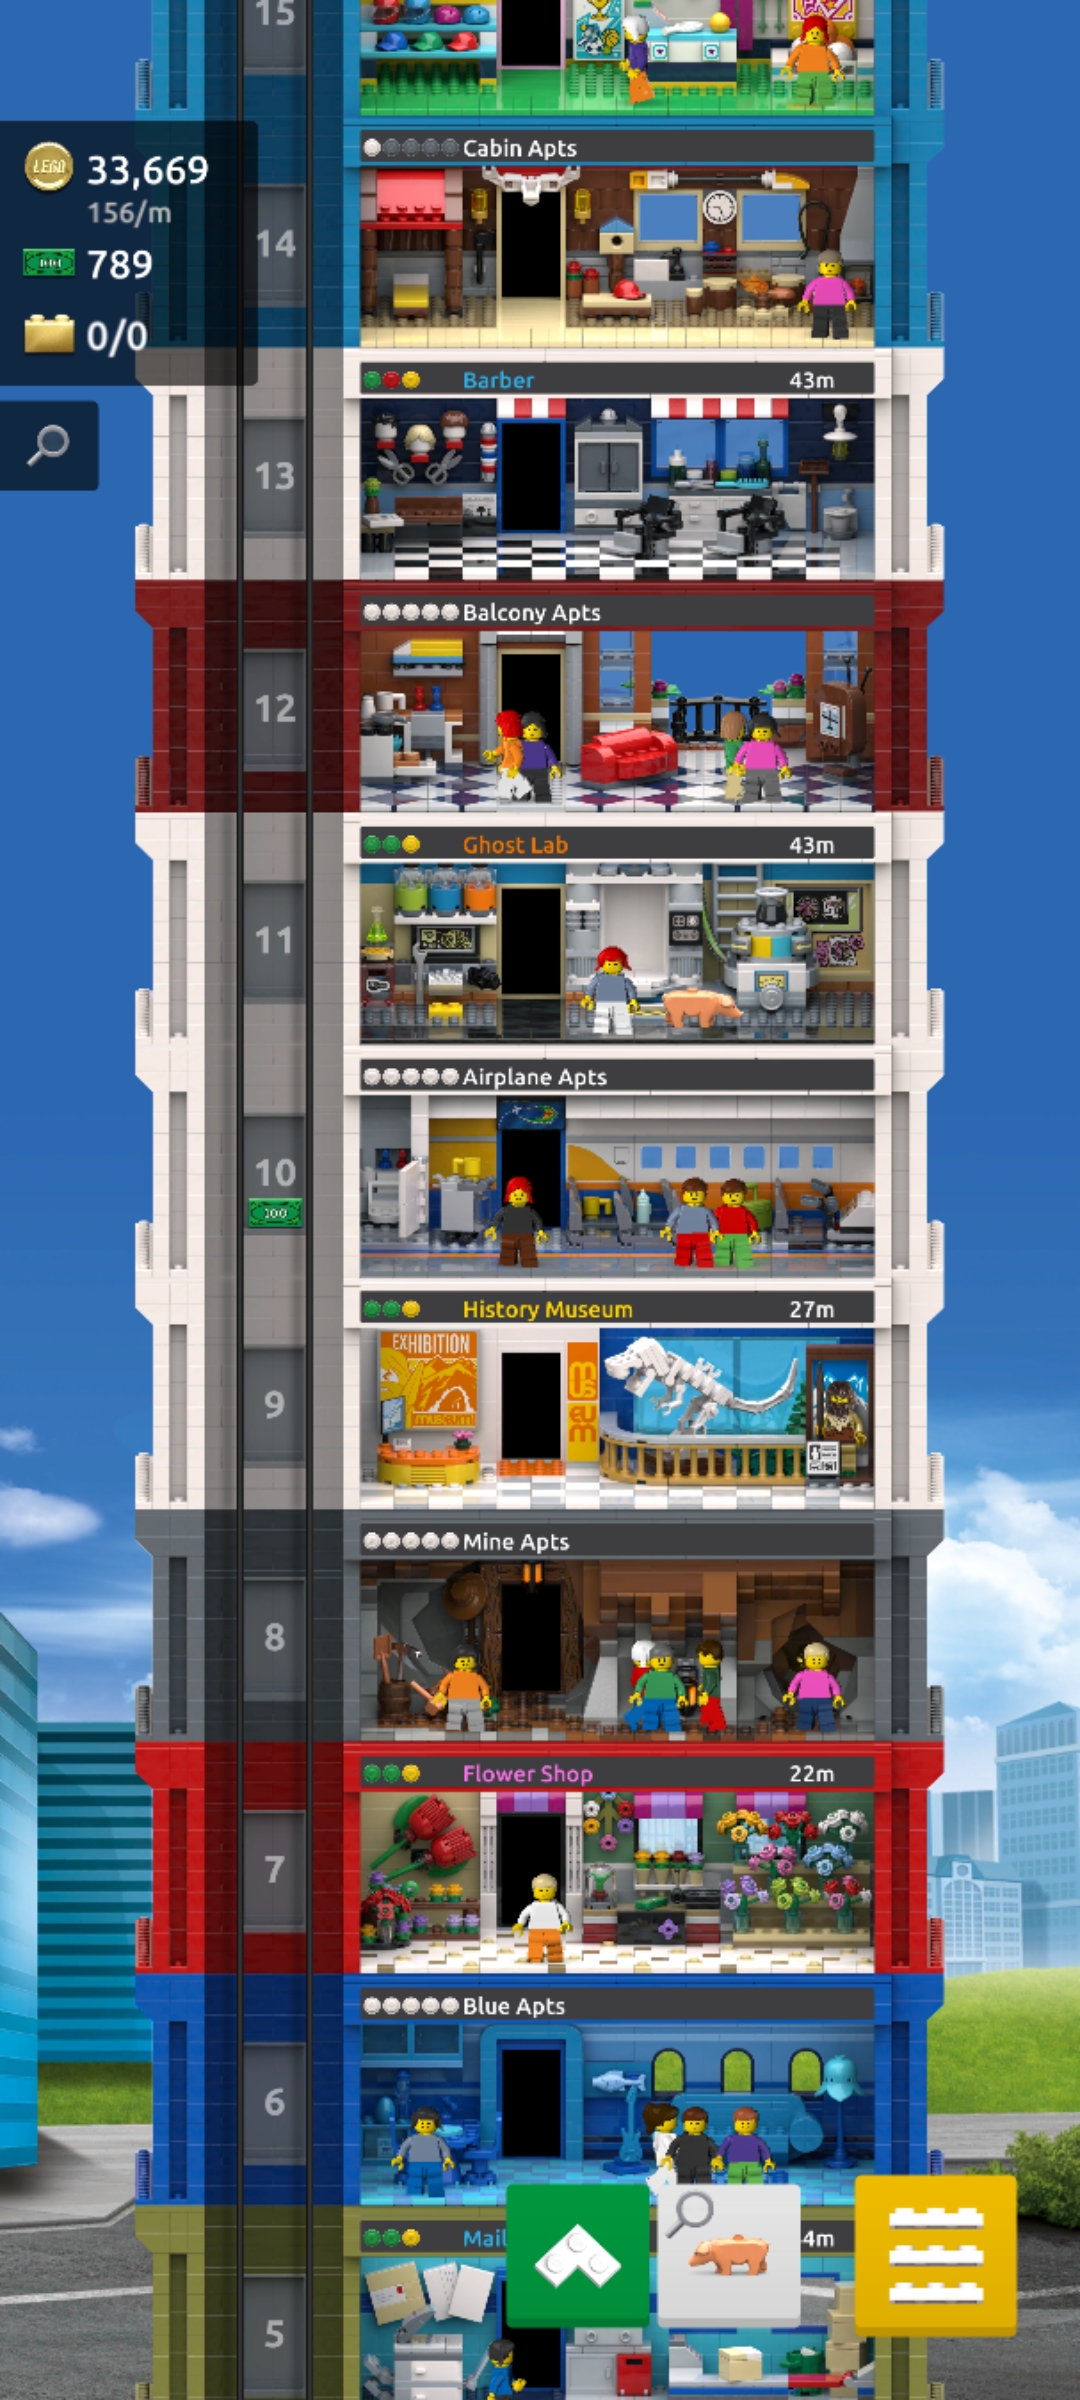 15
LEGO
33,669
156/m
789
0/0
Cabin Apts
14
Barber
43m
13
Balcony Apts
12
Ghost Lab
43m
11
Airplane Apts
10
100
History Museum
27m
EXHIBITION
museum
MUSEUM
9
Mine Apts
8
Flower Shop
22m
7
Blue Apts
6
Mail
4m
5